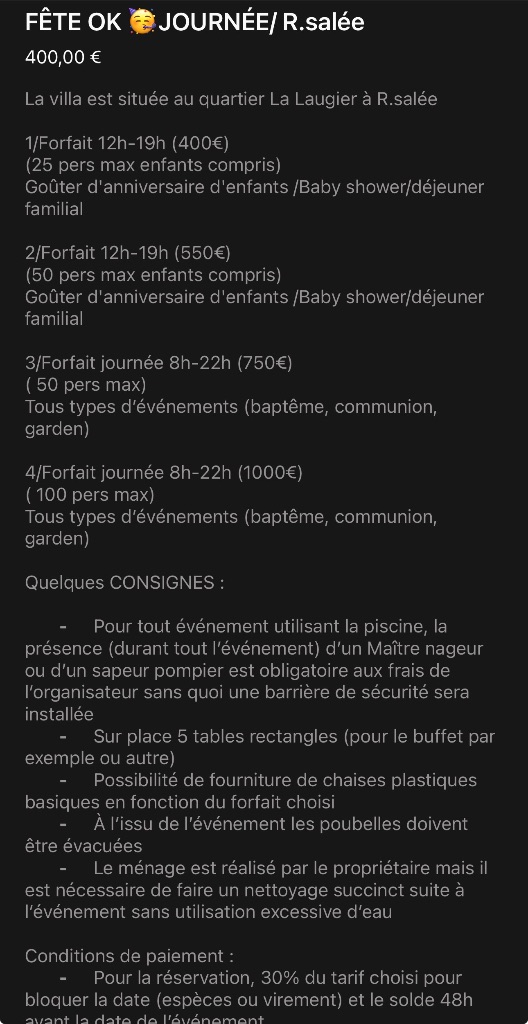 FÊTE OK 🥳JOURNÉE/ R.salée
400,00 €
La villa est située au quartier La Laugier à R.salée
1/Forfait 12h-19h (400€)
(25 pers max enfants compris)
Goûter d'anniversaire d'enfants /Baby shower/déjeuner
familial
2/Forfait 12h-19h (550€)
(50 pers max enfants compris)
Goûter d'anniversaire d'enfants /Baby shower/déjeuner
familial
3/Forfait journée 8h-22h (750€)
( 50 pers max)
Tous types d’événements (baptême, communion,
garden)
4/Forfait journée 8h-22h (1000€)
( 100 pers max)
Tous types d’événements (baptême, communion,
garden)
Quelques CONSIGNES :
- Pour tout événement utilisant la piscine, la
présence (durant tout l’événement) d’un Maître nageur
ou d’un sapeur pompier est obligatoire aux frais de
l’organisateur sans quoi une barrière de sécurité sera
installée
- Sur place 5 tables rectangles (pour le buffet par
exemple ou autre)
- Possibilité de fourniture de chaises plastiques
basiques en fonction du forfait choisi
- À l’issu de l’événement les poubelles doivent
être évacuées
- Le ménage est réalisé par le propriétaire mais il
est nécessaire de faire un nettoyage succinct suite à
l’événement sans utilisation excessive d’eau
Conditions de paiement :
- Pour la réservation, 30% du tarif choisi pour
bloquer la date (espèces ou virement) et le solde 48h
avant la date de l’événement